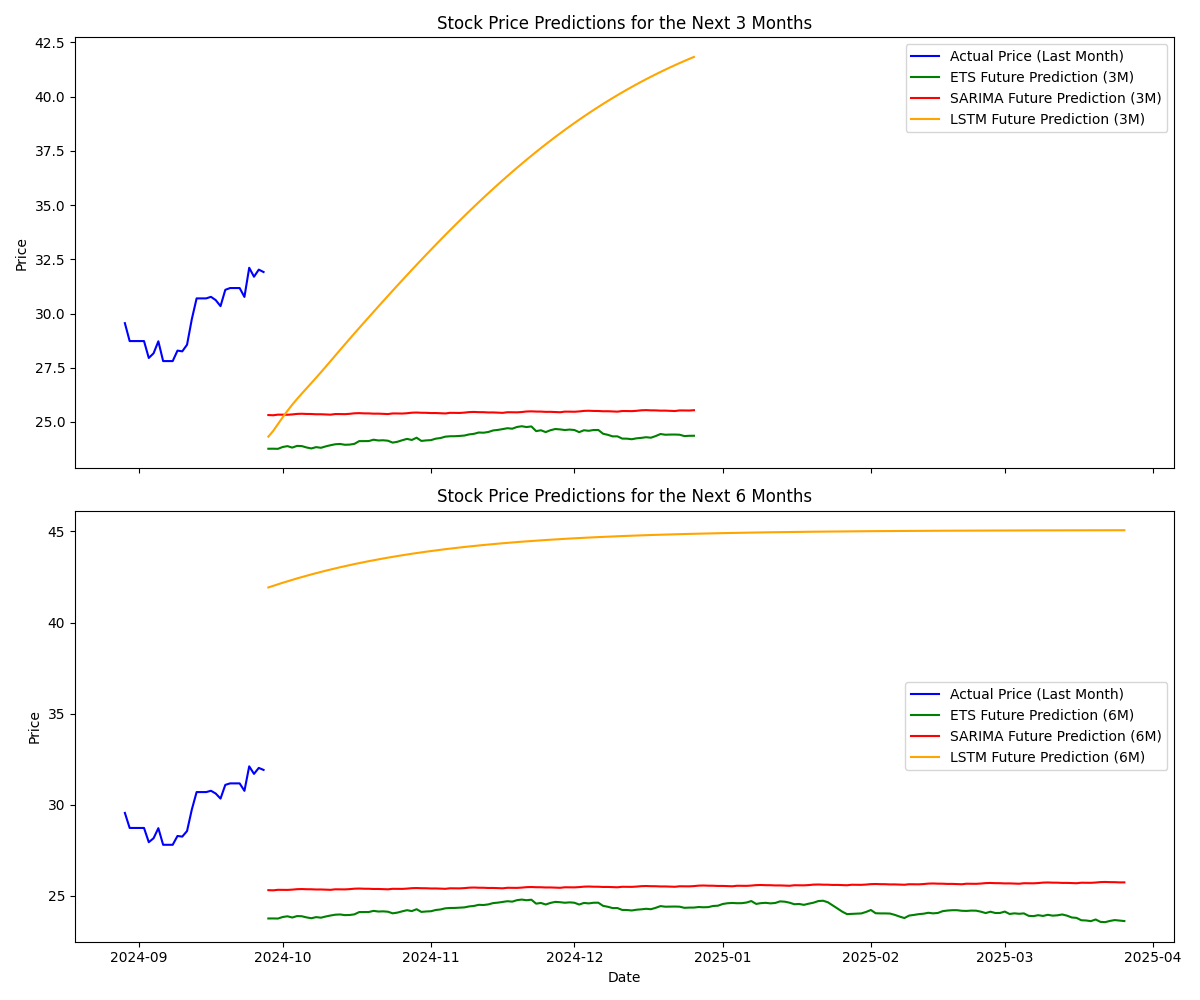 Stock Price Predictions for the Next 3 Months
42.5
40.0
37.5
35.0
32.5
30.0
27.5
25.0
Price
Actual Price (Last Month)
ETS Future Prediction (3M)
SARIMA Future Prediction (3M)
LSTM Future Prediction (3M)
Stock Price Predictions for the Next 6 Months
45
40
35
30
25
Price
Actual Price (Last Month)
ETS Future Prediction (6M)
SARIMA Future Prediction (6M)
LSTM Future Prediction (6M)
2024-09 2024-10 2024-11 2024-12 2025-01 2025-02 2025-03 2025-04
Date